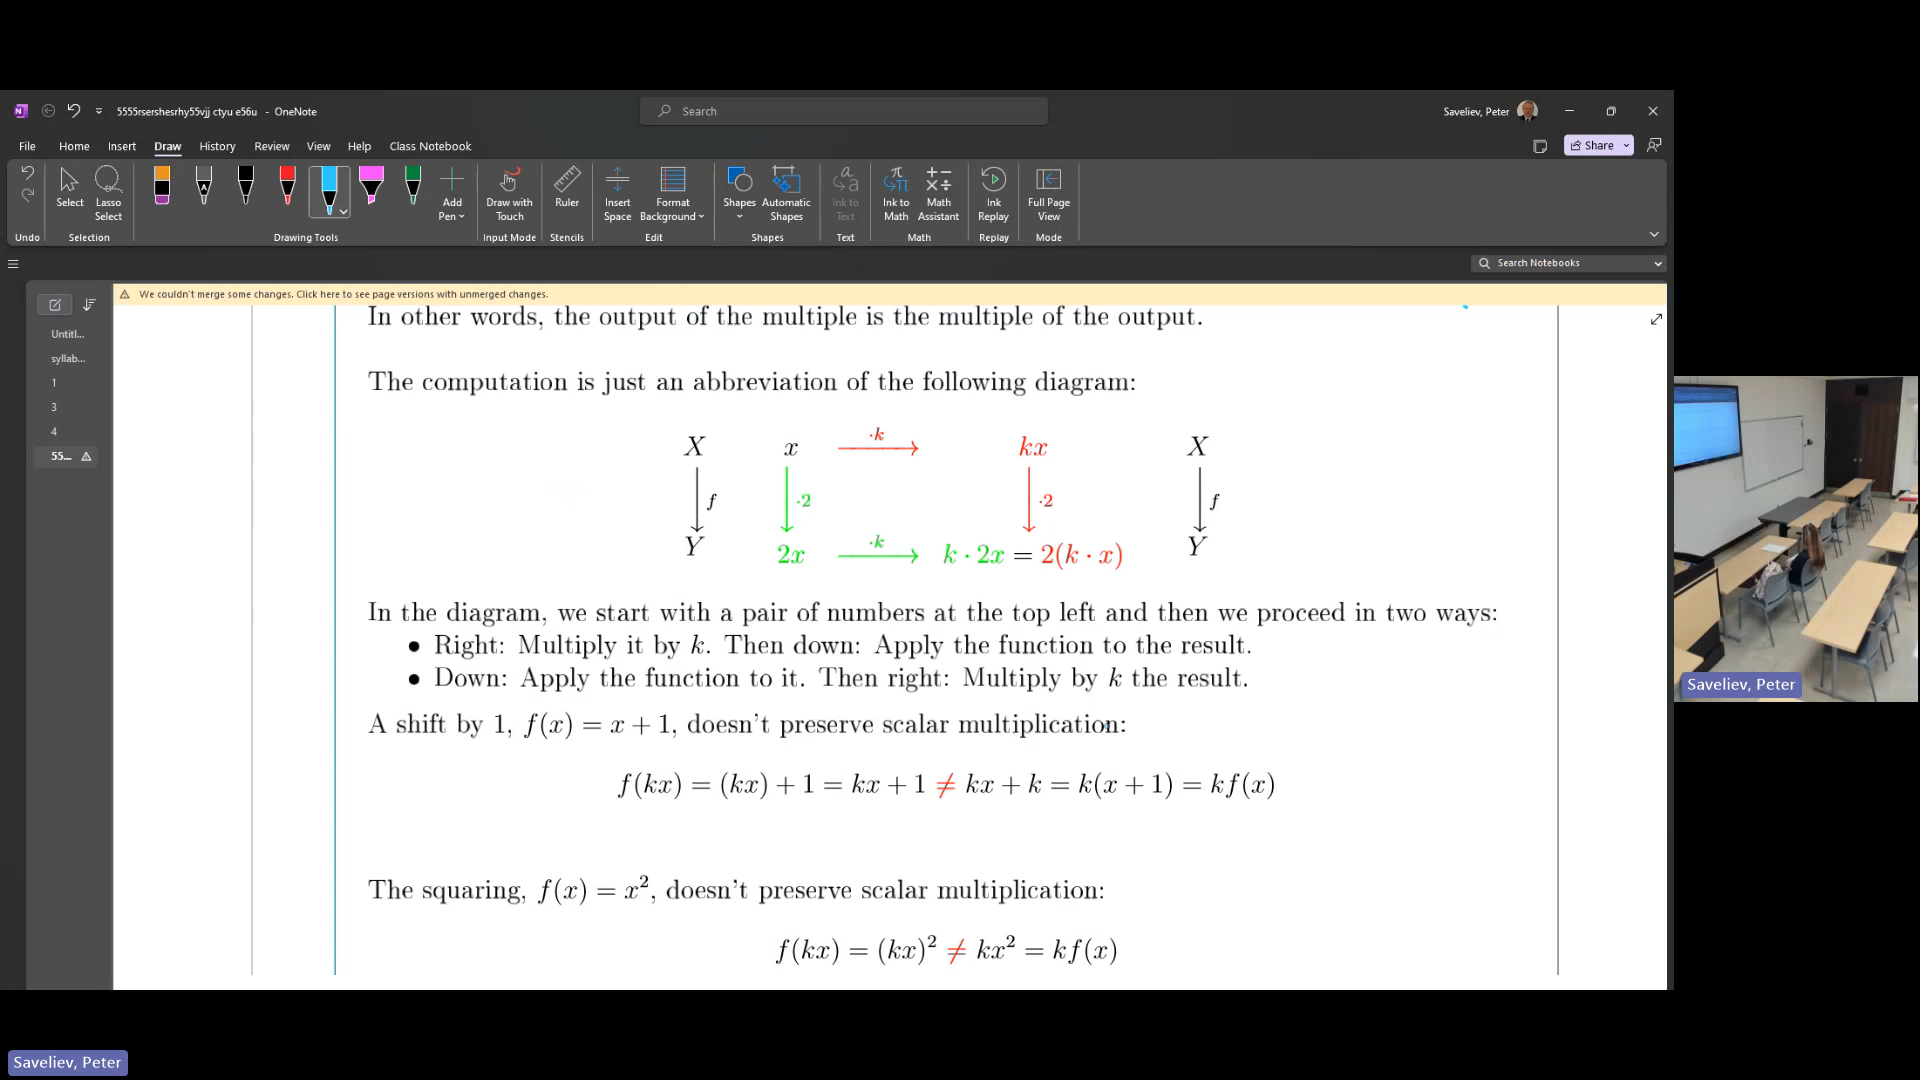 5555rsershesrhy55vjj ctyu e56u - OneNote
Search
Saveliev, Peter
File Home Insert Draw History Review View Help Class Notebook
Share
Select
Lasso Select
Add Pen
Draw with Touch
Ruler
Insert Space
Format Background
Shapes
Automatic Shapes
Ink to Text
Ink to Math
Math Assistant
Ink Replay
Full Page View
Undo Selection Drawing Tools Input Mode Stencils Edit Shapes Text Math Replay Mode
Search Notebooks
We couldn't merge some changes. Click here to see page versions with unmerged changes.
Untitl...
syllab...
1
3
4
55...
In other words, the output of the multiple is the multiple of the output.
The computation is just an abbreviation of the following diagram:
X x ·k kx X
f ·2 ·2 f
Y 2x ·k k · 2x = 2(k · x) Y
In the diagram, we start with a pair of numbers at the top left and then we proceed in two ways:
• Right: Multiply it by k. Then down: Apply the function to the result.
• Down: Apply the function to it. Then right: Multiply by k the result.
A shift by 1, f(x) = x + 1, doesn't preserve scalar multiplication:
f(kx) = (kx) + 1 = kx + 1 ≠ kx + k = k(x + 1) = kf(x)
The squaring, f(x) = x², doesn't preserve scalar multiplication:
f(kx) = (kx)² ≠ kx² = kf(x)
Saveliev, Peter
Saveliev, Peter